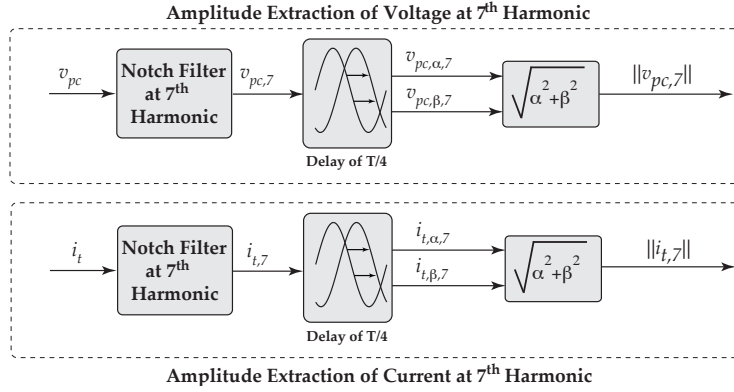 Amplitude Extraction of Voltage at 7th Harmonic
v_pc
Notch Filter
at 7th
Harmonic
v_pc,7
v_pc,α,7
v_pc,β,7
Delay of T/4
√α²+β²
||v_pc,7||
i_t
Notch Filter
at 7th
Harmonic
i_t,7
i_t,α,7
i_t,β,7
Delay of T/4
√α²+β²
||i_t,7||
Amplitude Extraction of Current at 7th Harmonic